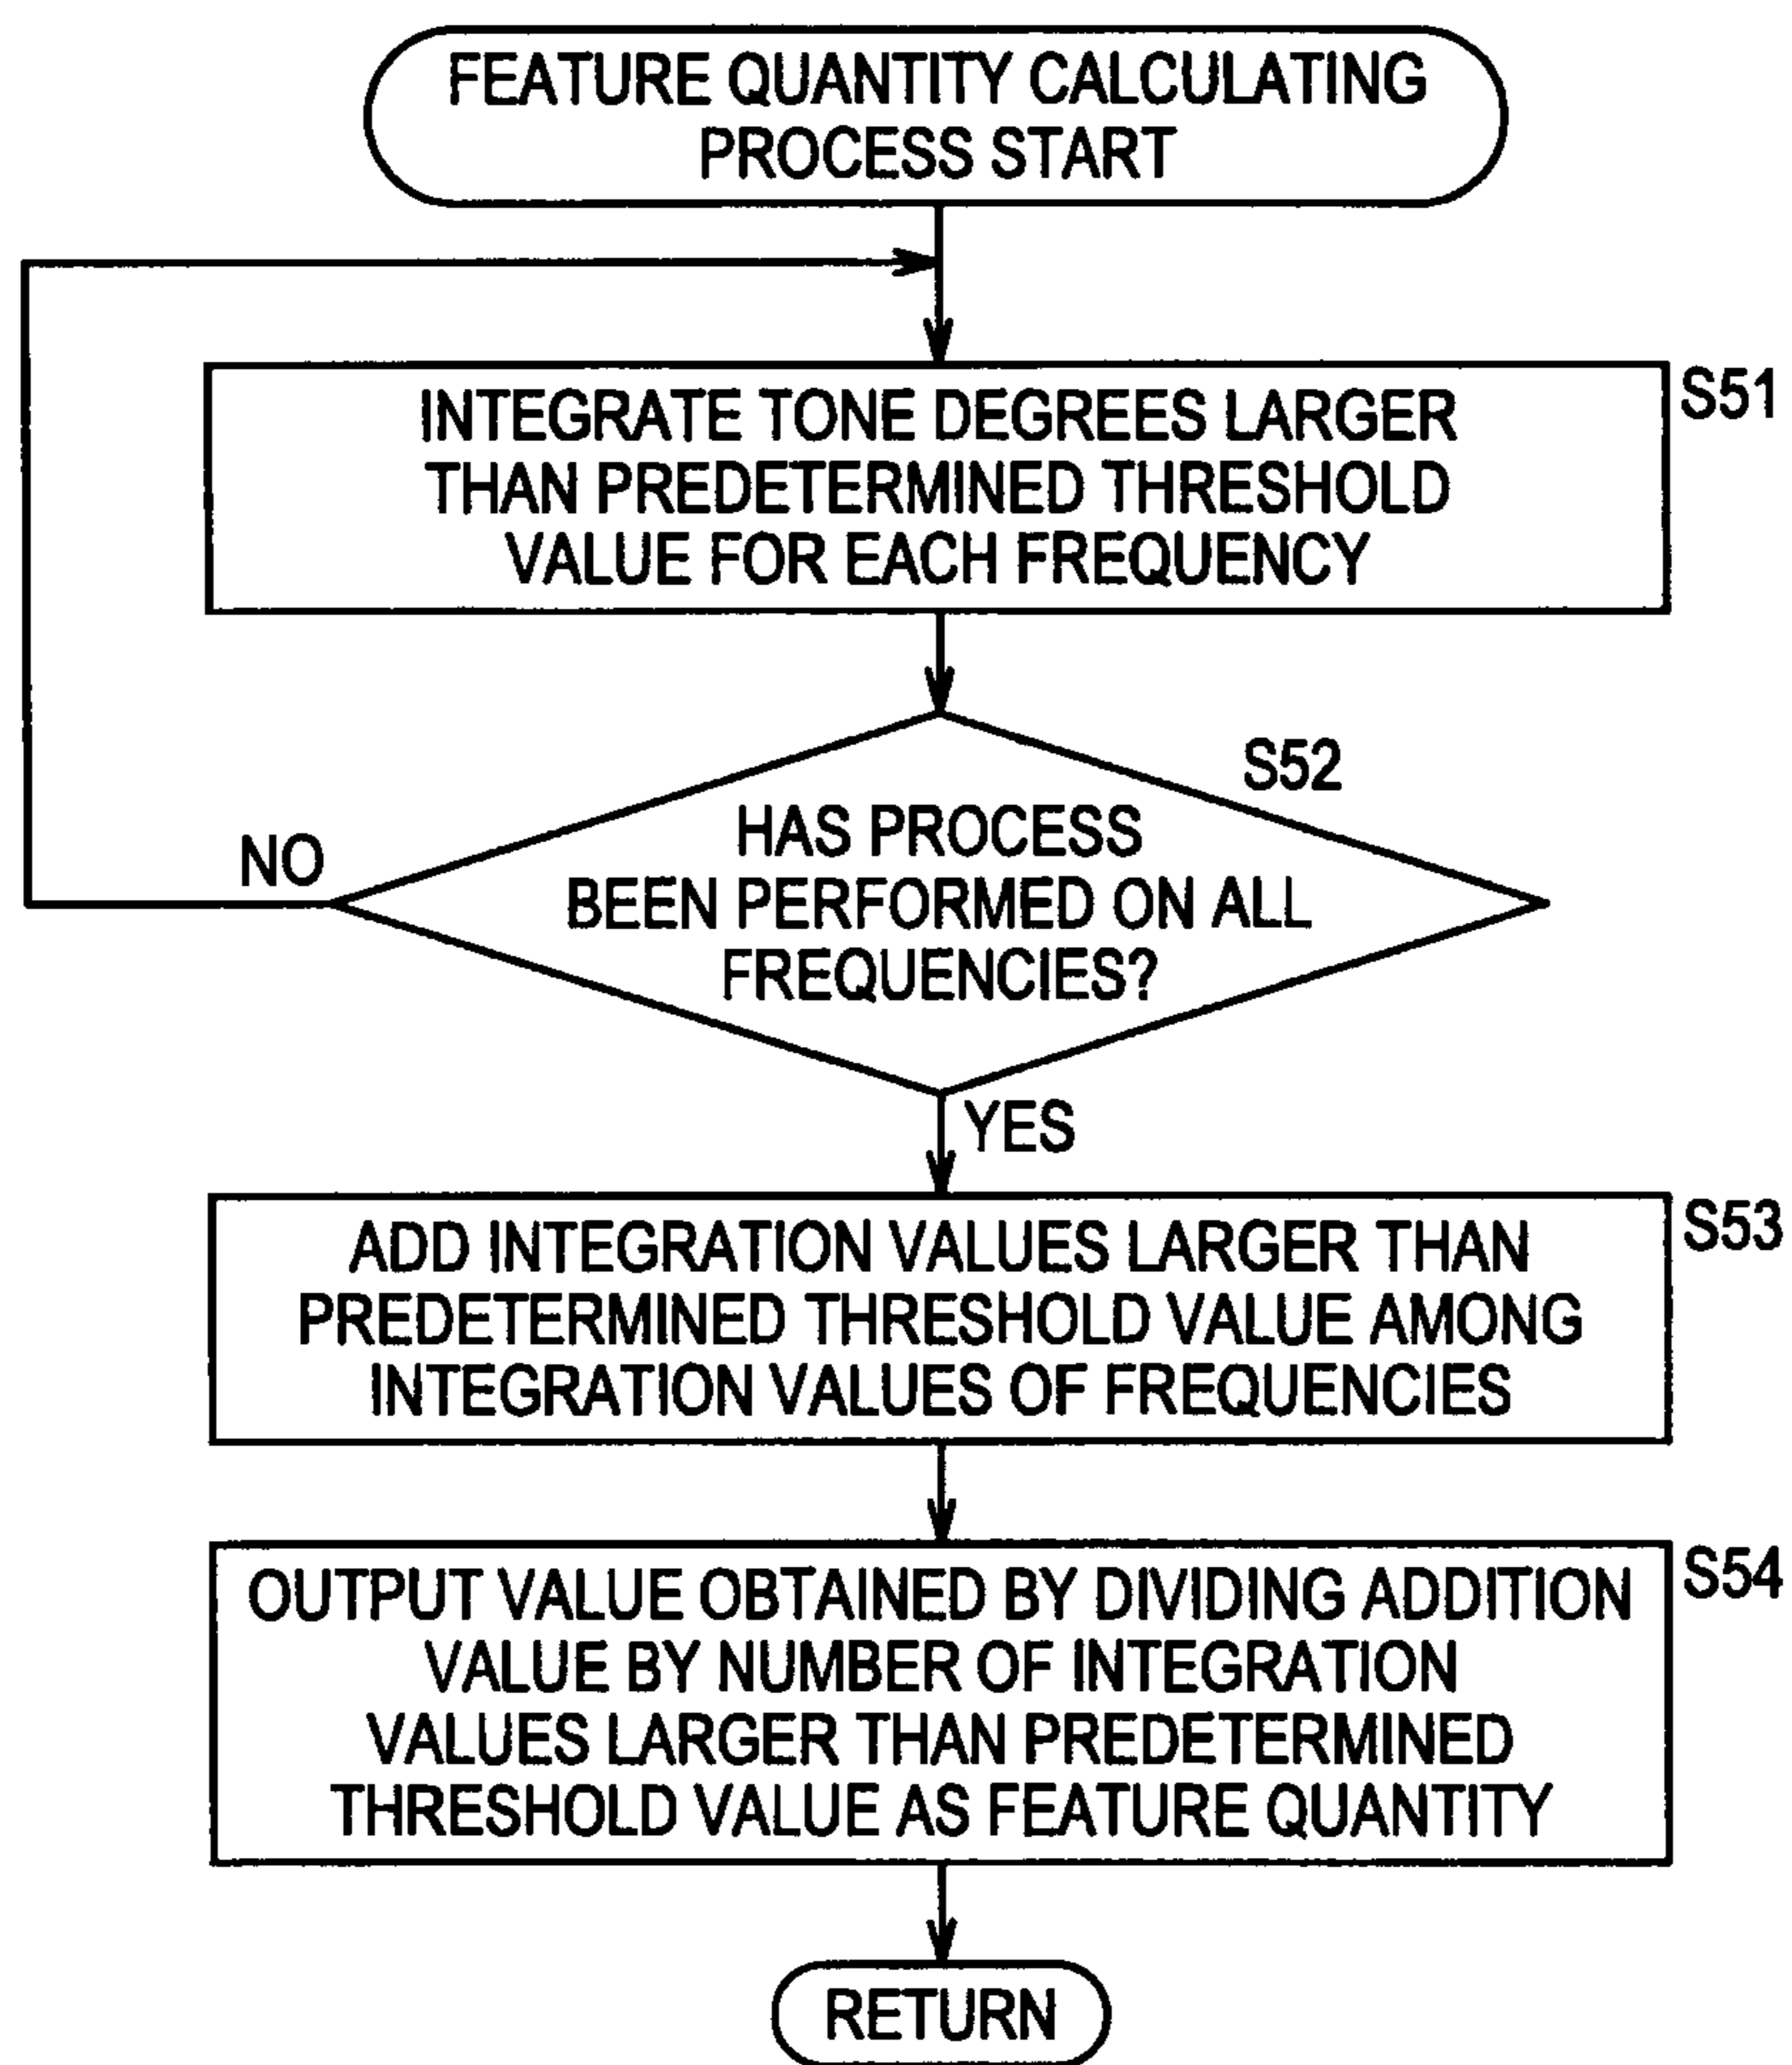 FEATURE QUANTITY CALCULATING
PROCESS START
S51
INTEGRATE TONE DEGREES LARGER
THAN PREDETERMINED THRESHOLD
VALUE FOR EACH FREQUENCY
S52
HAS PROCESS
BEEN PERFORMED ON ALL
FREQUENCIES?
NO
YES
S53
ADD INTEGRATION VALUES LARGER THAN
PREDETERMINED THRESHOLD VALUE AMONG
INTEGRATION VALUES OF FREQUENCIES
S54
OUTPUT VALUE OBTAINED BY DIVIDING ADDITION
VALUE BY NUMBER OF INTEGRATION
VALUES LARGER THAN PREDETERMINED
THRESHOLD VALUE AS FEATURE QUANTITY
RETURN